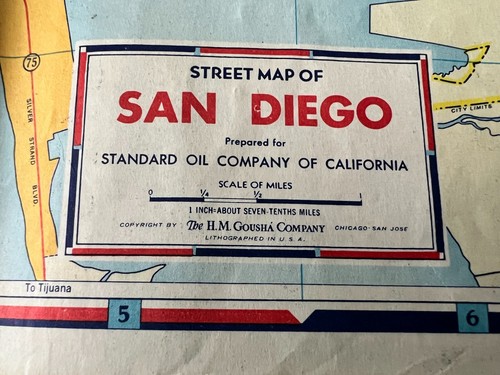 75
SILVER STRAND BLVD.
STREET MAP OF
SAN DIEGO
Prepared for
STANDARD OIL COMPANY OF CALIFORNIA
SCALE OF MILES
0 ¼ ½ 1
1 INCH=ABOUT SEVEN-TENTHS MILES
COPYRIGHT BY The H.M. GOUSHÁ COMPANY CHICAGO-SAN JOSE
LITHOGRAPHED IN U.S.A.
CITY LIMITS
To Tijuana
5 6